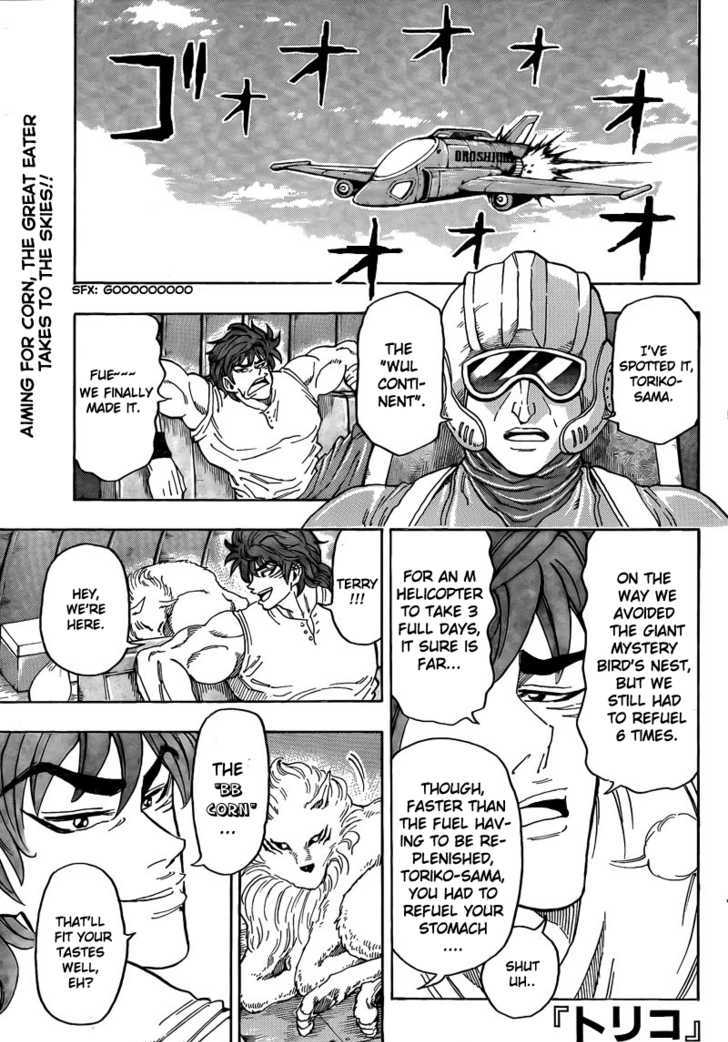 AIMING FOR CORN, THE GREAT EATER
TAKES TO THE SKIES!!
ゴオオオオオオオ
SFX: GOOOOOOOOO
I'VE
SPOTTED IT,
TORIKO-
SAMA.
THE
"WUL
CONTI-
NENT".
FUE~~~
WE FINALLY
MADE IT.
ON THE
WAY WE
AVOIDED
THE GIANT
MYSTERY
BIRD'S NEST,
BUT WE
STILL HAD
TO REFUEL
6 TIMES.
FOR AN M
HELICOPTER
TO TAKE 3
FULL DAYS,
IT SURE IS
FAR...
THOUGH,
FASTER THAN
THE FUEL HAV-
ING TO BE RE-
PLENISHED,
TORIKO-SAMA,
YOU HAD TO
REFUEL YOUR
STOMACH
....
SHUT
UH..
TERRY
!!!
HEY,
WE'RE
HERE.
THE
"BB
CORN"
...
THAT'LL
FIT YOUR
TASTES
WELL,
EH?
『トリコ』